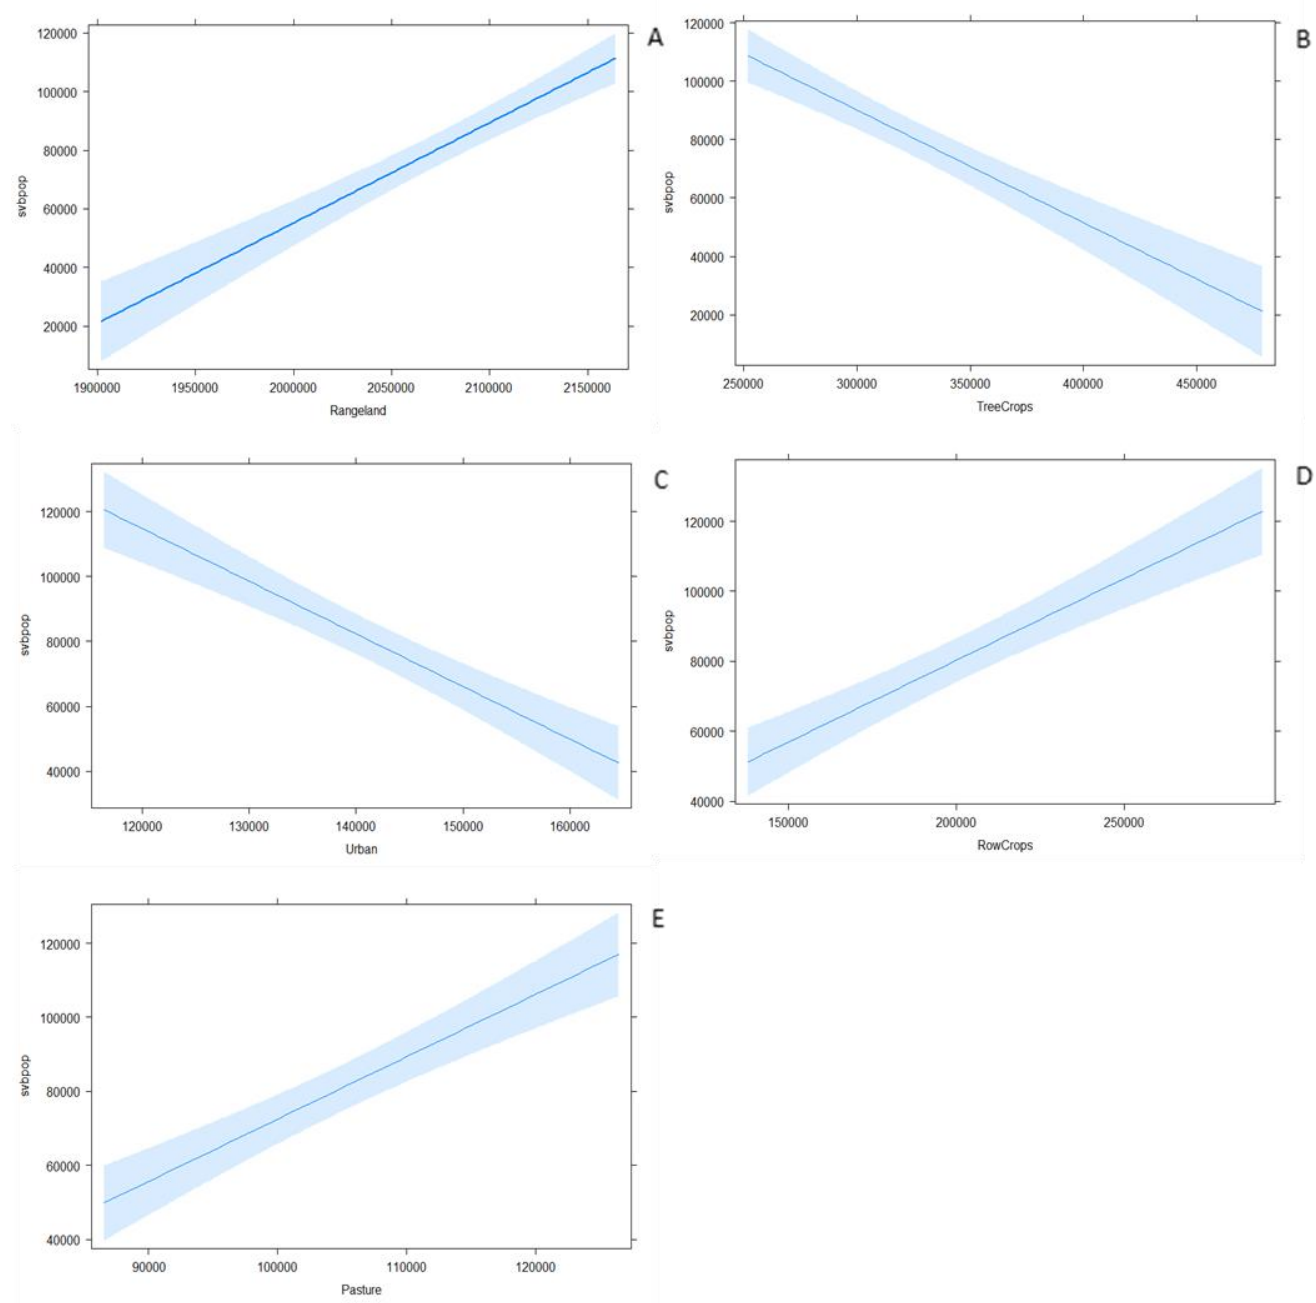 A
120000
100000
80000
60000
40000
20000
svbpop
1900000 1950000 2000000 2050000 2100000 2150000
Rangeland
B
120000
100000
80000
60000
40000
20000
svbpop
250000 300000 350000 400000 450000
TreeCrops
C
120000
100000
80000
60000
40000
svbpop
120000 130000 140000 150000 160000
Urban
D
120000
100000
80000
60000
40000
svbpop
150000 200000 250000
RowCrops
E
120000
100000
80000
60000
40000
svbpop
90000 100000 110000 120000
Pasture